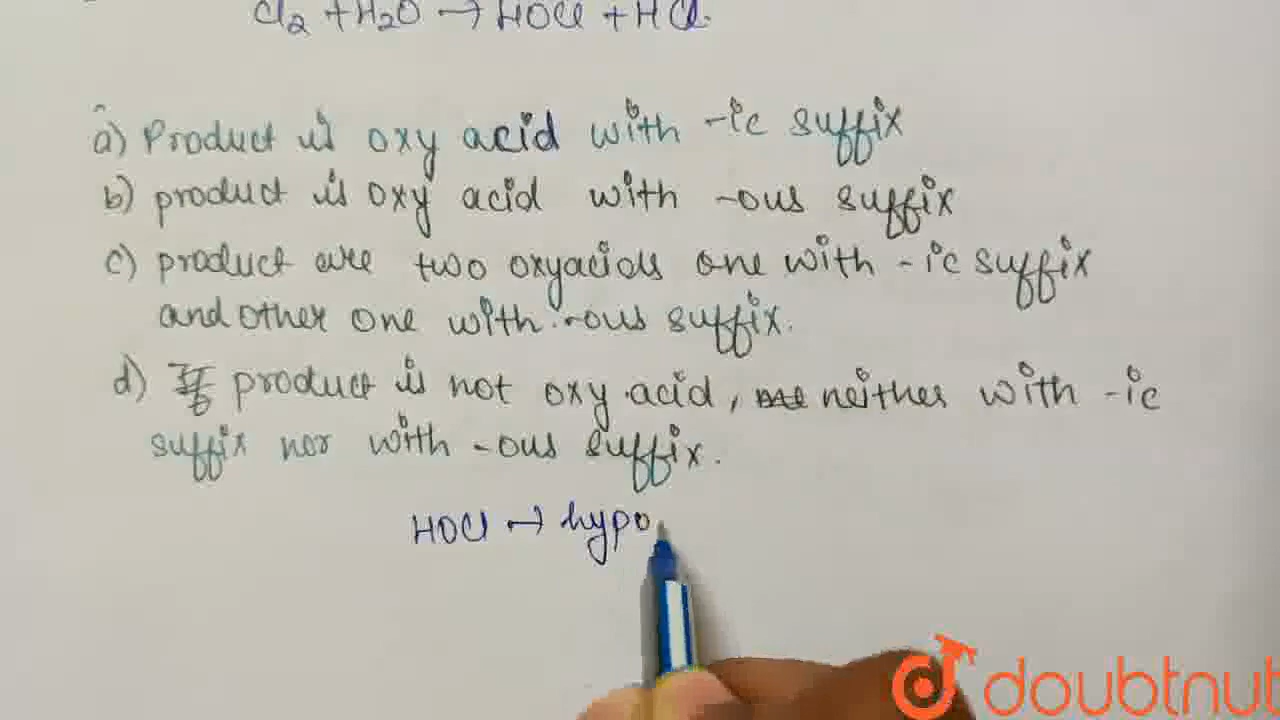 Cl2 + H2O → HOCl + HCl.
a) Product is oxy acid with -ic suffix
b) product is oxy acid with -ous suffix
c) product are two oxyacids one with -ic suffix
and other one with -ous suffix.
d) product is not oxy acid, neither with -ic
suffix nor with -ous suffix.
HOCl → hypo
doubtnut